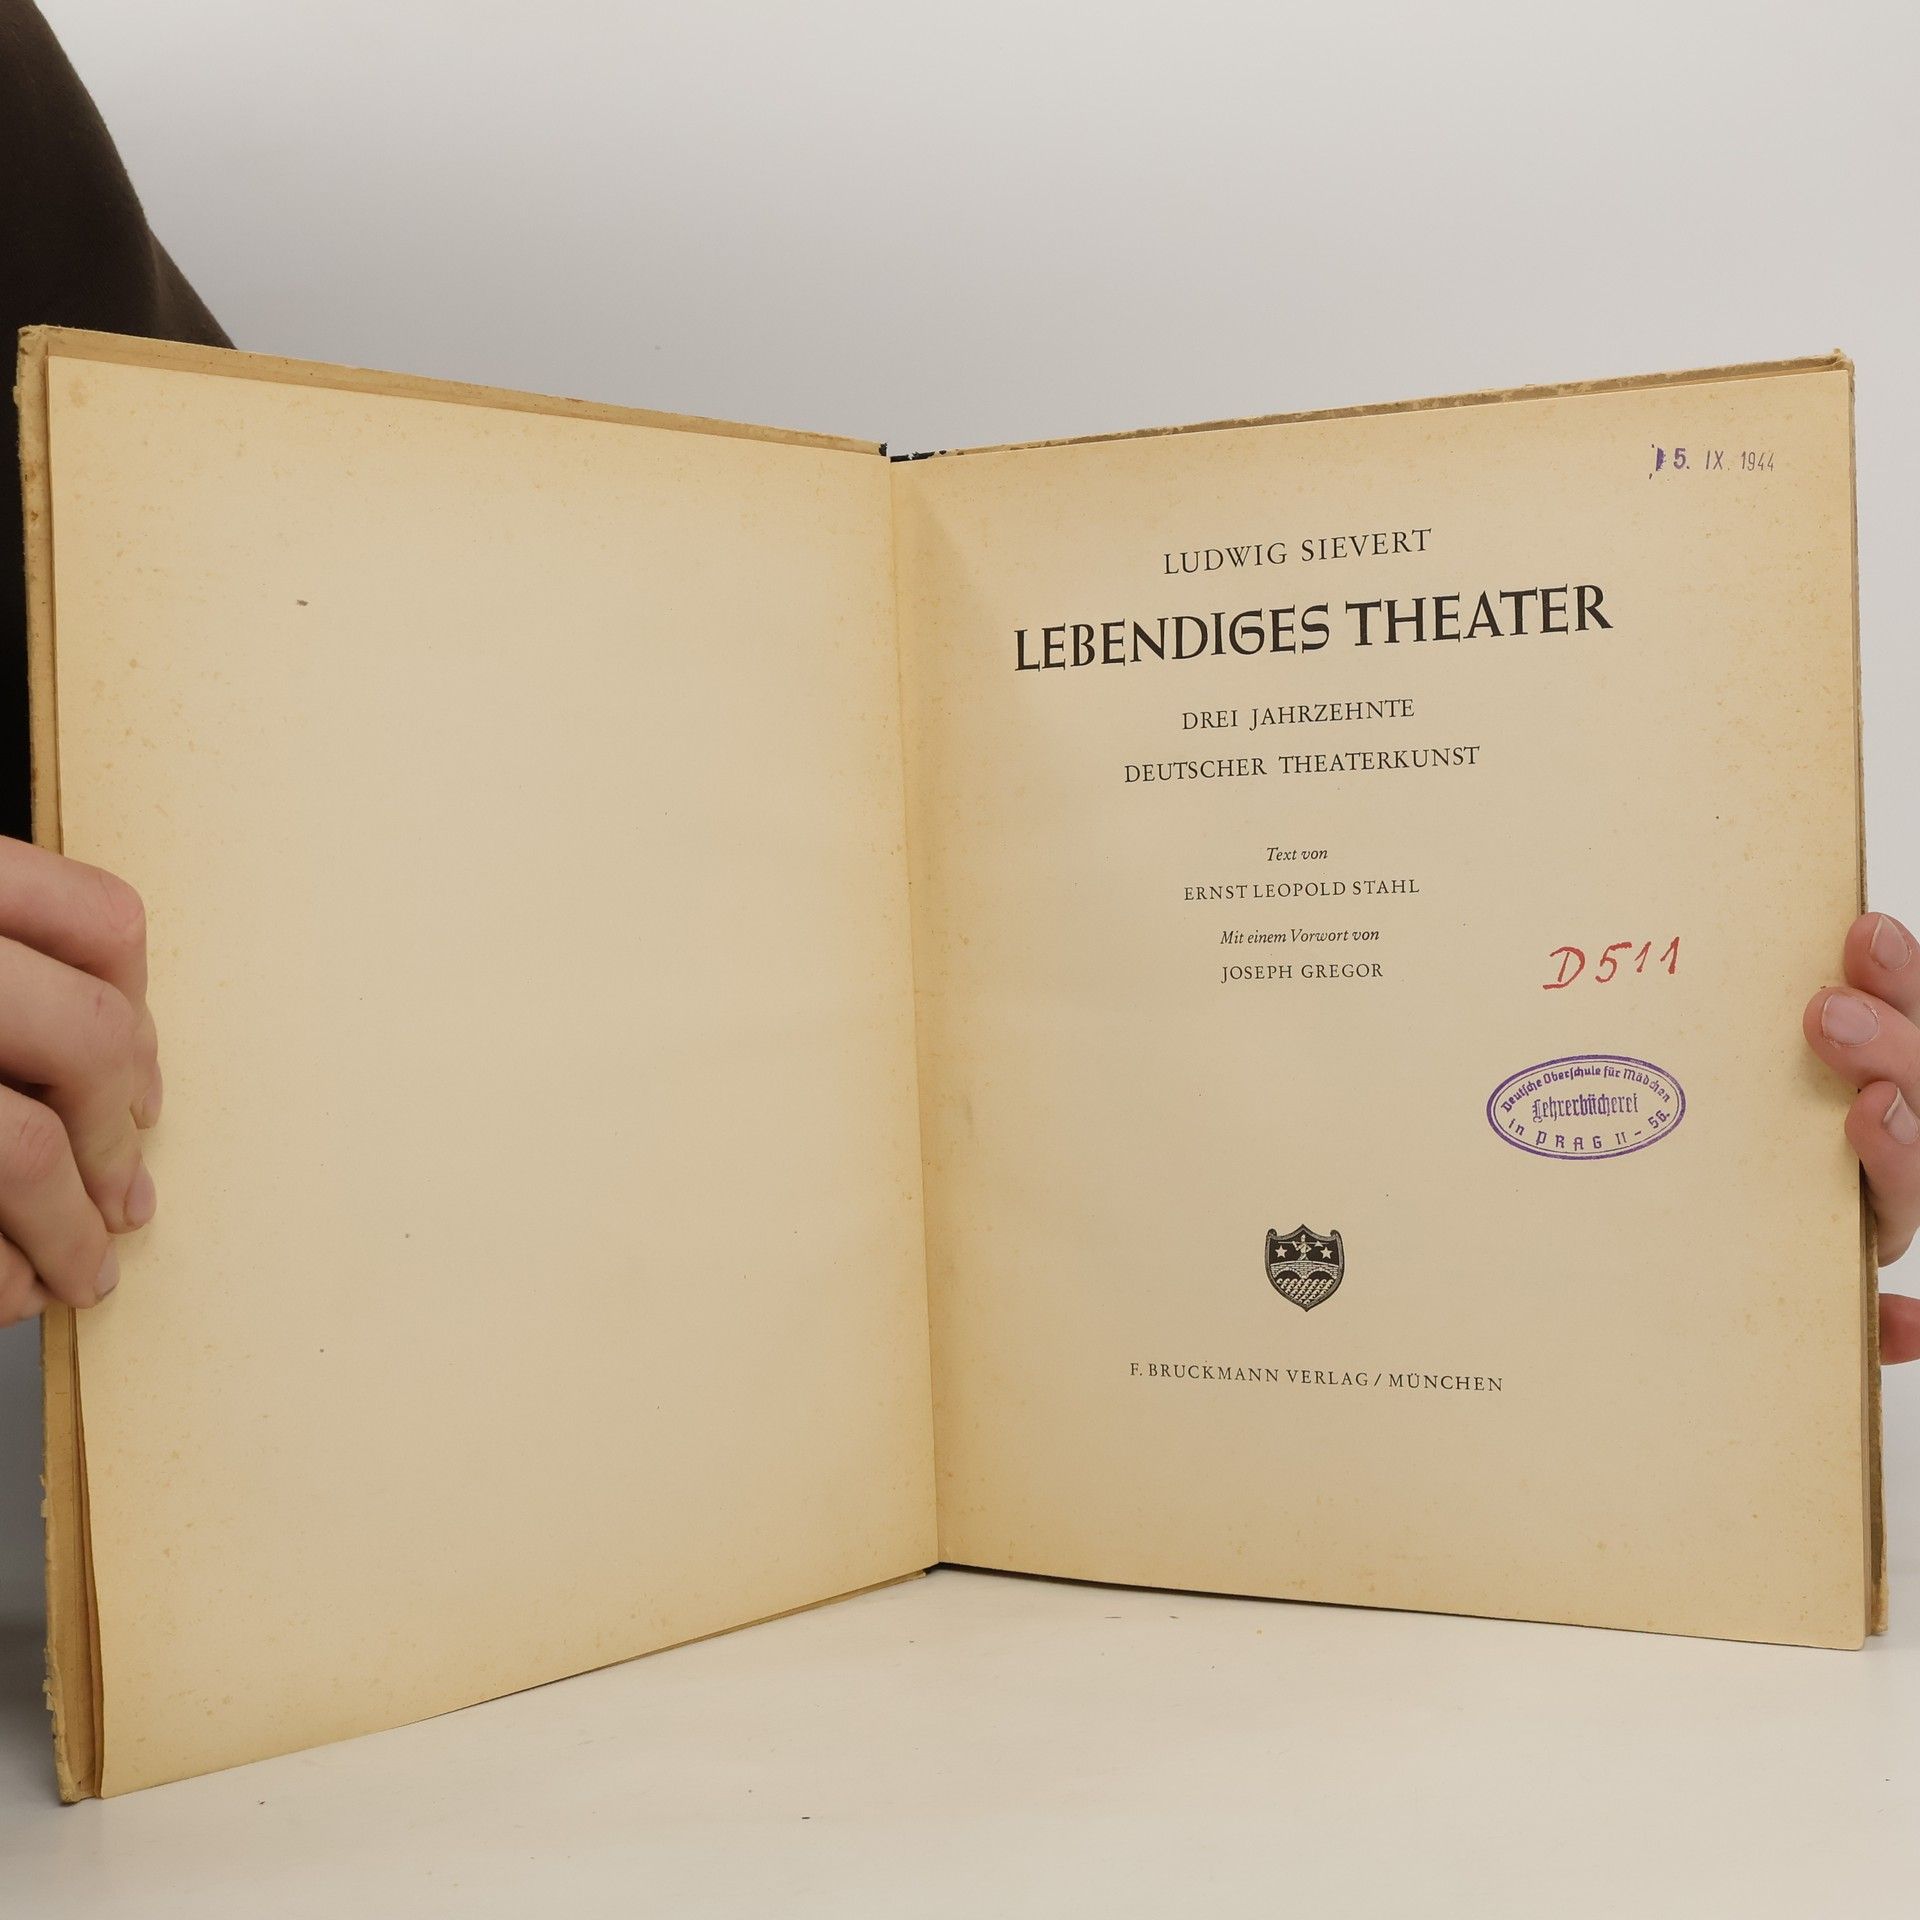 15. IX. 1944
LUDWIG SIEVERT
LEBENDIGES THEATER
DREI JAHRZEHNTE
DEUTSCHER THEATERKUNST
Text von
ERNST LEOPOLD STAHL
Mit einem Vorwort von
JOSEPH GREGOR
D 511
Deutſche Oberſchule für Mädchen
Lehrerbücherei
in PRAG II - 56.
F. BRUCKMANN VERLAG / MÜNCHEN